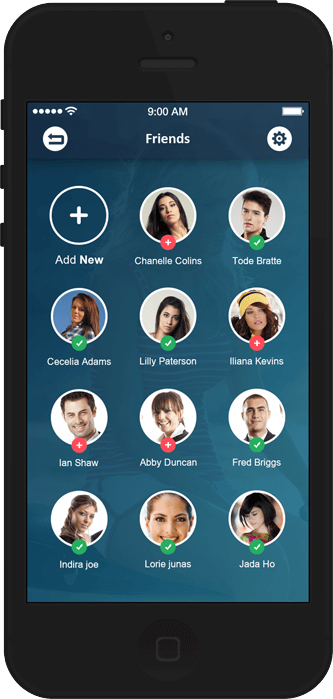 9:00 AM
Friends
Add New
Chanelle Colins
Tode Bratte
Cecelia Adams
Lilly Paterson
Iliana Kevins
Ian Shaw
Abby Duncan
Fred Briggs
Indira joe
Lorie junas
Jada Ho